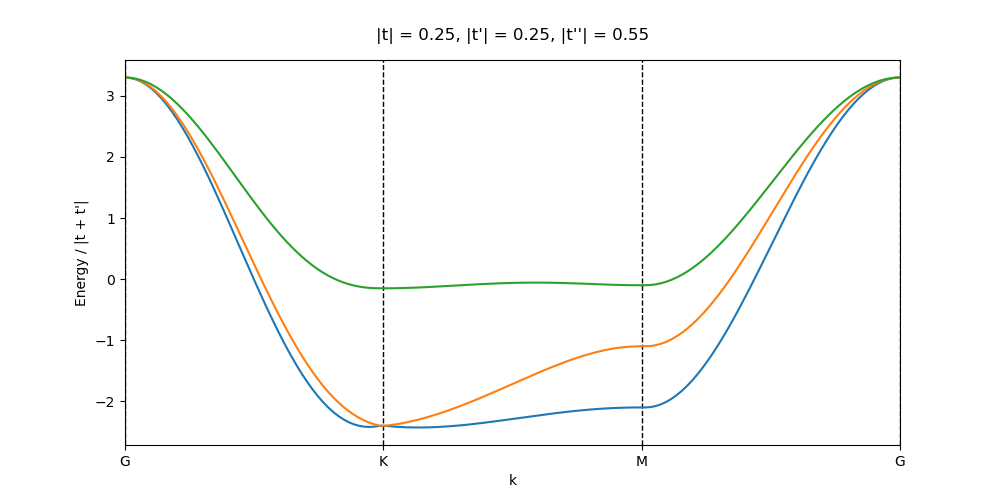 |t| = 0.25, |t'| = 0.25, |t''| = 0.55
Energy / |t + t'|
3
2
1
0
−1
−2
G K M G
k